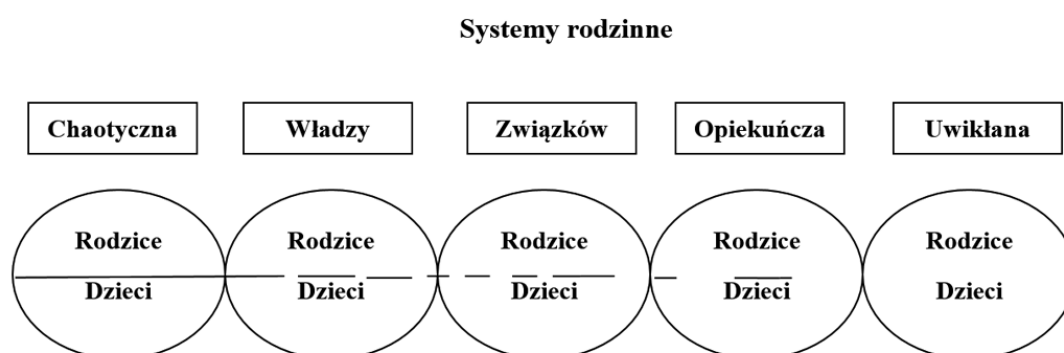 Systemy rodzinne
Chaotyczna Władzy Związków Opiekuńcza Uwikłana
Rodzice Rodzice Rodzice Rodzice Rodzice
Dzieci Dzieci Dzieci Dzieci Dzieci